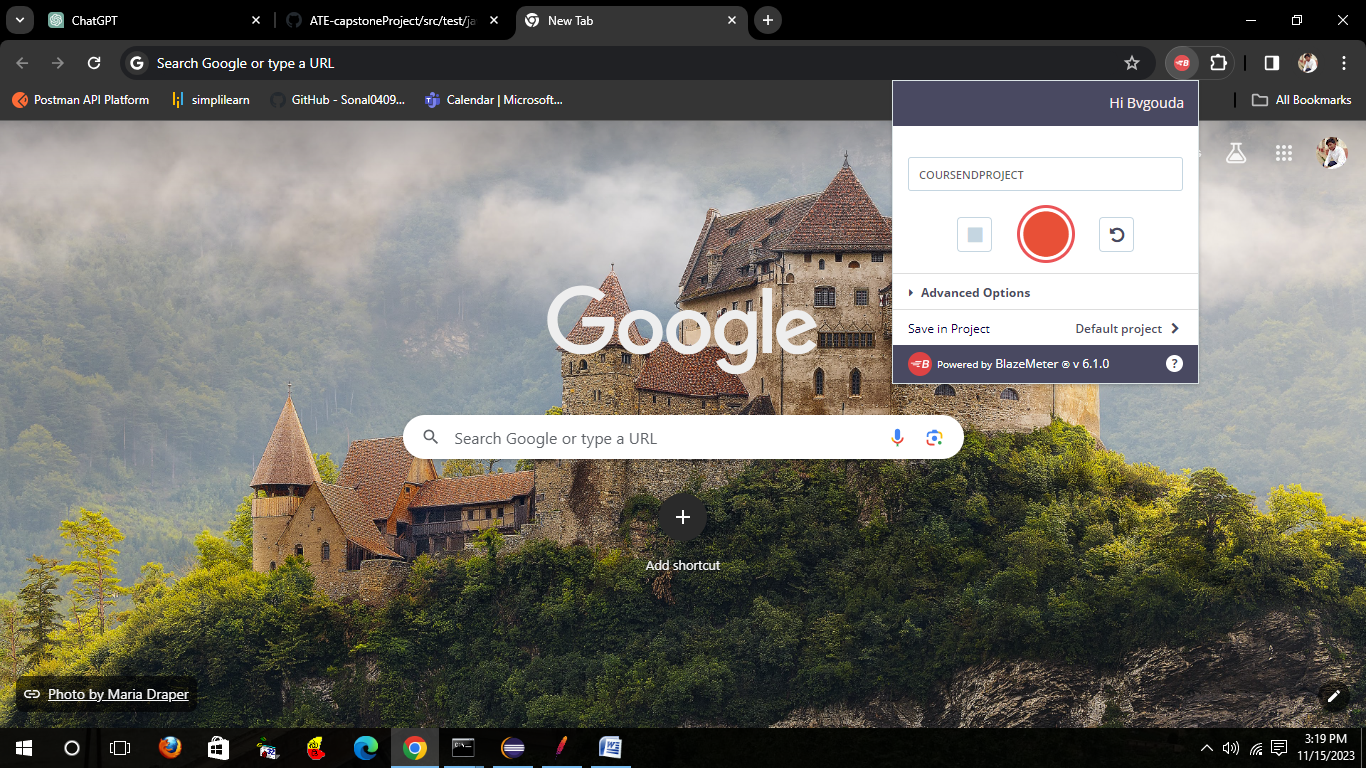 ChatGPT
ATE-capstoneProject/src/test/ja
New Tab
Search Google or type a URL
Postman API Platform
simplilearn
GitHub - Sonal0409...
Calendar | Microsoft...
All Bookmarks
Hi Bvgouda
COURSENDPROJECT
Advanced Options
Save in Project Default project
Powered by BlazeMeter ® v 6.1.0 ?
Google
Search Google or type a URL
Add shortcut
Photo by Maria Draper
3:19 PM
11/15/2023